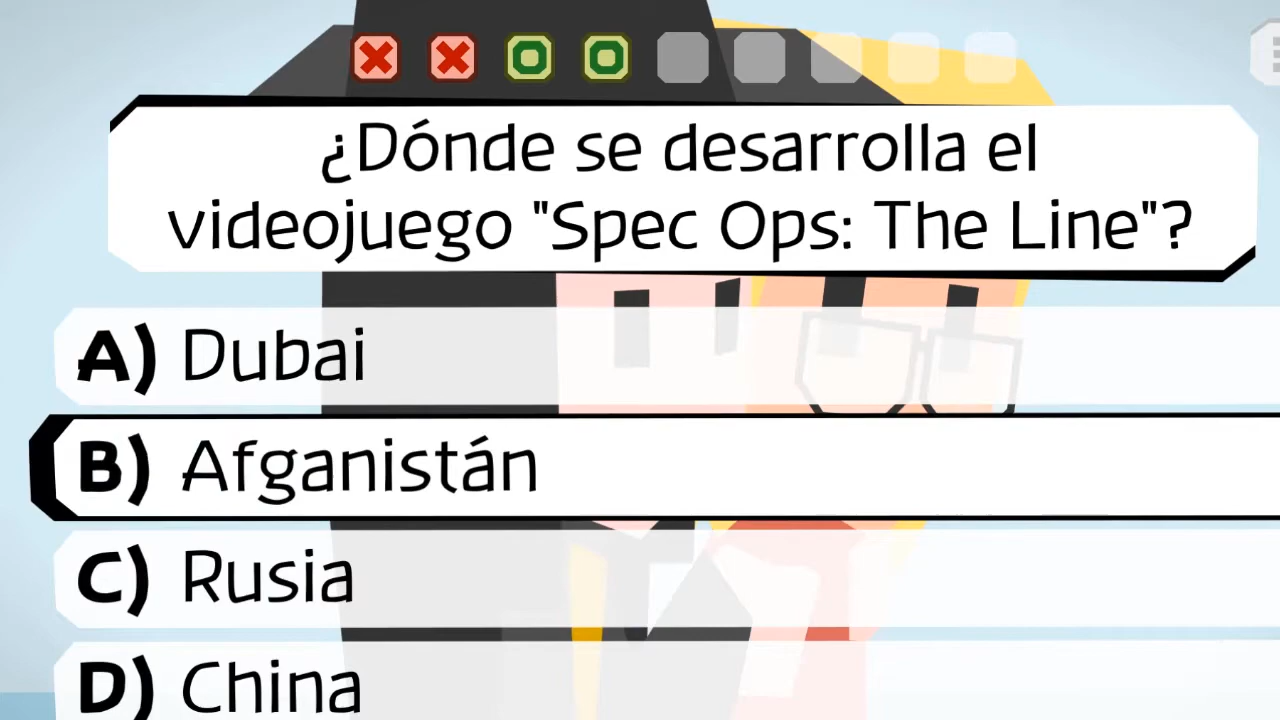 ¿Dónde se desarrolla el
videojuego "Spec Ops: The Line"?
A) Dubai
B) Afganistán
C) Rusia
D) China